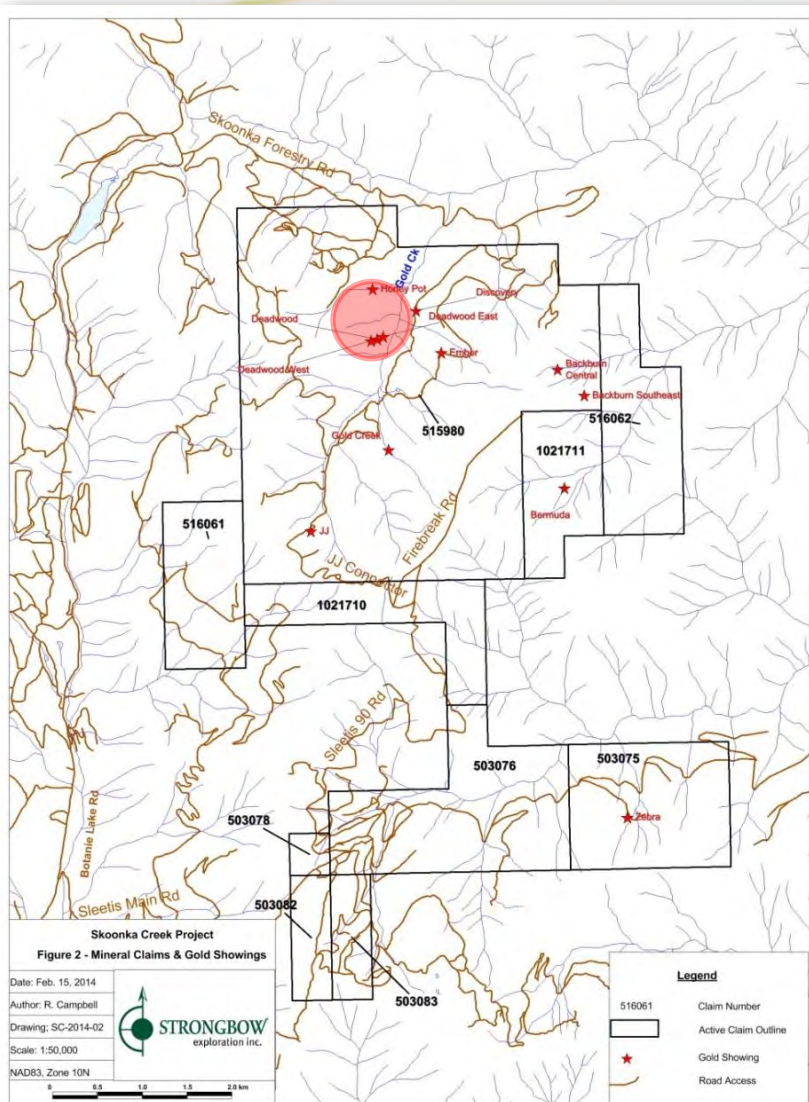 Skoonka Forestry Rd
Gold Ck
Honey Pot
Discovery
Deadwood
Deadwood East
Ember
Deadwood West
Backburn
Central
Backburn Southeast
515980
516062
Gold Creek
1021711
Bermuda
516061
JJ
Firebreak Rd
JJ Connector
1021710
Sleetis 90 Rd
503076
503075
Zebra
503078
Botanie Lake Rd
Sleetis Main Rd
503082
503083
Skoonka Creek Project
Figure 2 - Mineral Claims & Gold Showings
Date: Feb. 15, 2014
Author: R. Campbell
Drawing: SC-2014-02
Scale: 1:50,000
NAD83, Zone 10N
STRONGBOW
exploration inc.
0 0.5 1.0 1.5 2.0 km
Legend
516061 Claim Number
Active Claim Outline
Gold Showing
Road Access